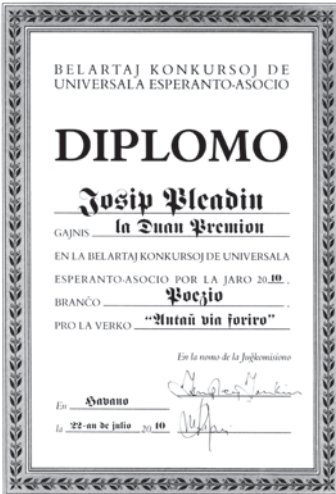 BELARTAJ KONKURSOJ DE
UNIVERSALA ESPERANTO-ASOCIO
DIPLOMO
Josip Pleadin
GAJNIS la Duan Premion
EN LA BELARTAJ KONKURSOJ DE UNIVERSALA
ESPERANTO-ASOCIO POR LA JARO 2010,
BRANĈO Poezio
PRO LA VERKO “Antaŭ via foriro”
En la nomo de la Juĝkomisiono
En Havano
la 22-an de julio 2010